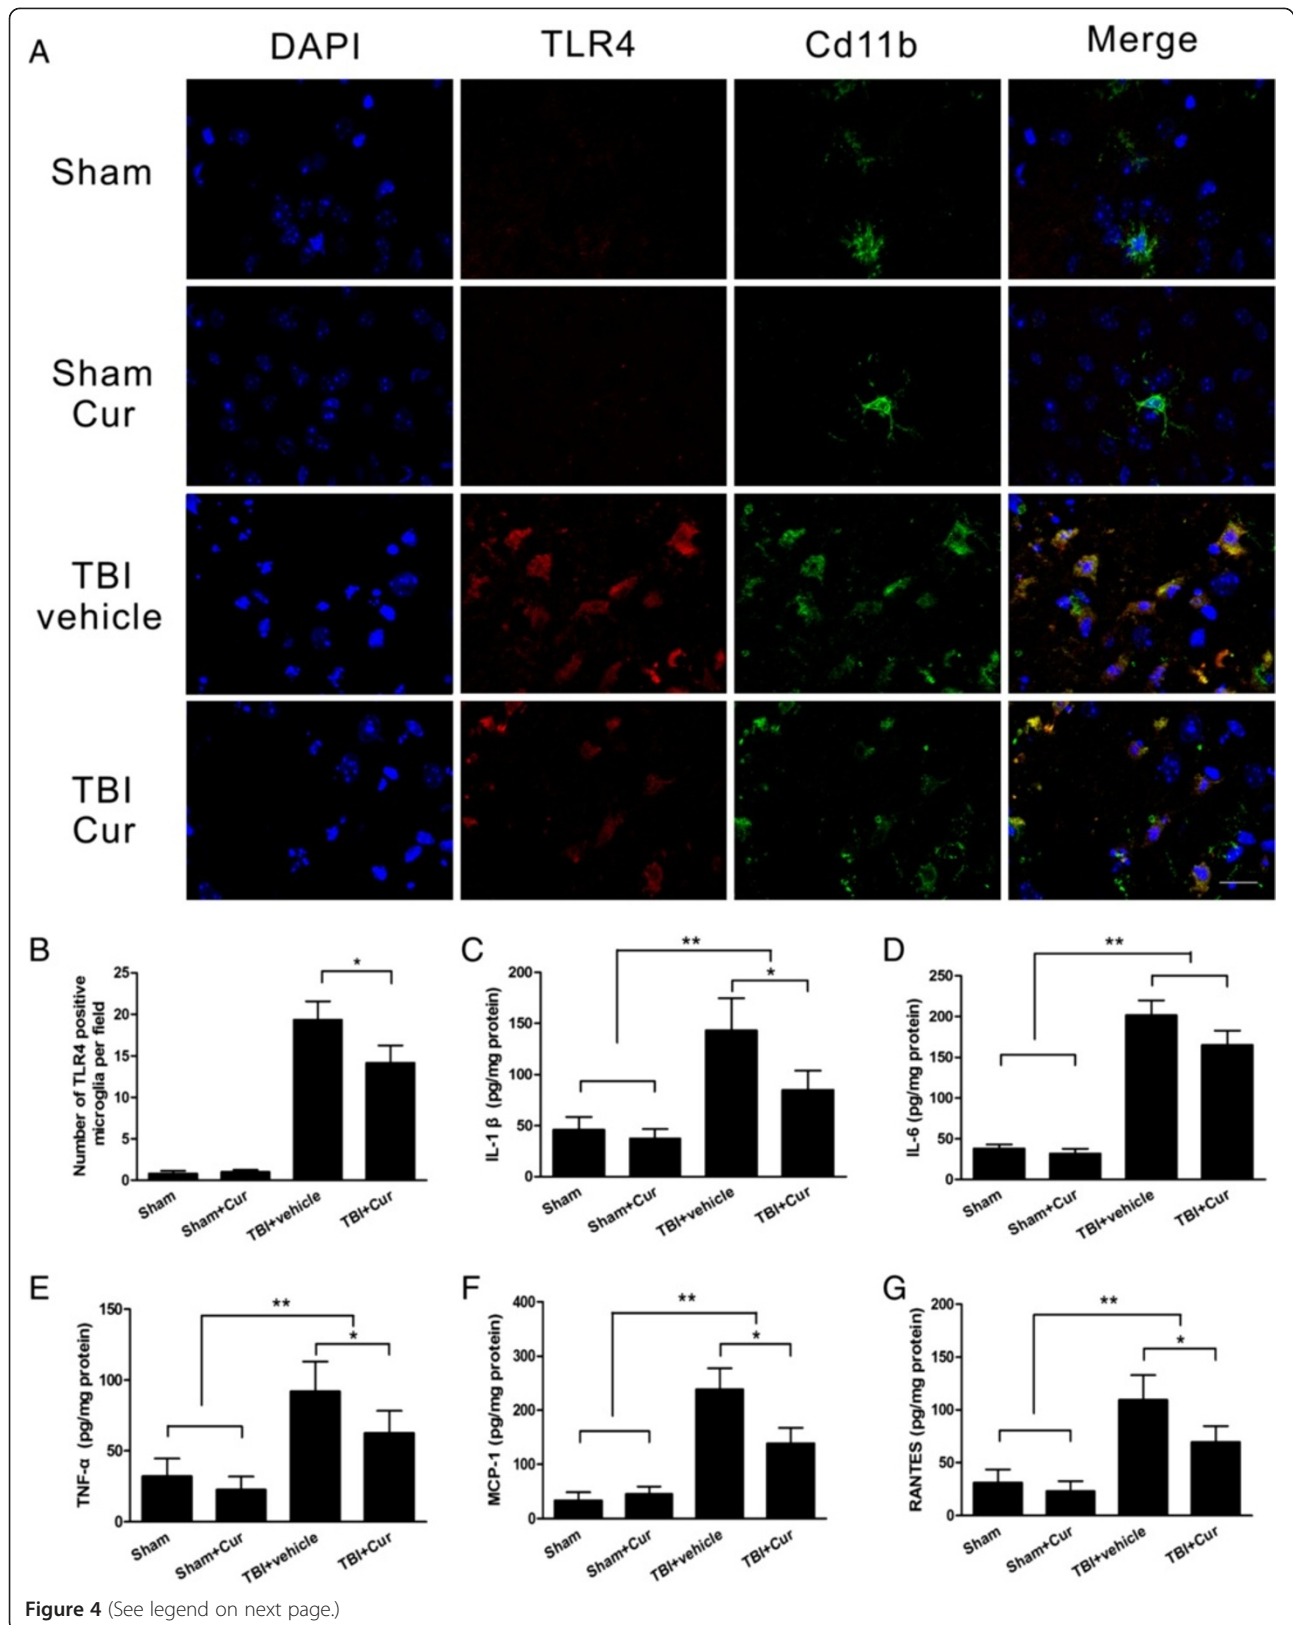 A
DAPI TLR4 Cd11b Merge
Sham
Sham
Cur
TBI
vehicle
TBI
Cur
B
Number of TLR4 positive
microglia per field
25
20
15
10
5
0
*
Sham Sham+Cur TBI+vehicle TBI+Cur
C
IL-1 β (pg/mg protein)
200
150
100
50
0
**
*
Sham Sham+Cur TBI+vehicle TBI+Cur
D
IL-6 (pg/mg protein)
250
200
150
100
50
0
**
Sham Sham+Cur TBI+vehicle TBI+Cur
E
TNF-α (pg/mg protein)
150
100
50
0
**
*
Sham Sham+Cur TBI+vehicle TBI+Cur
F
MCP-1 (pg/mg protein)
400
300
200
100
0
**
*
Sham Sham+Cur TBI+vehicle TBI+Cur
G
RANTES (pg/mg protein)
200
150
100
50
0
**
*
Sham Sham+Cur TBI+vehicle TBI+Cur
Figure 4 (See legend on next page.)